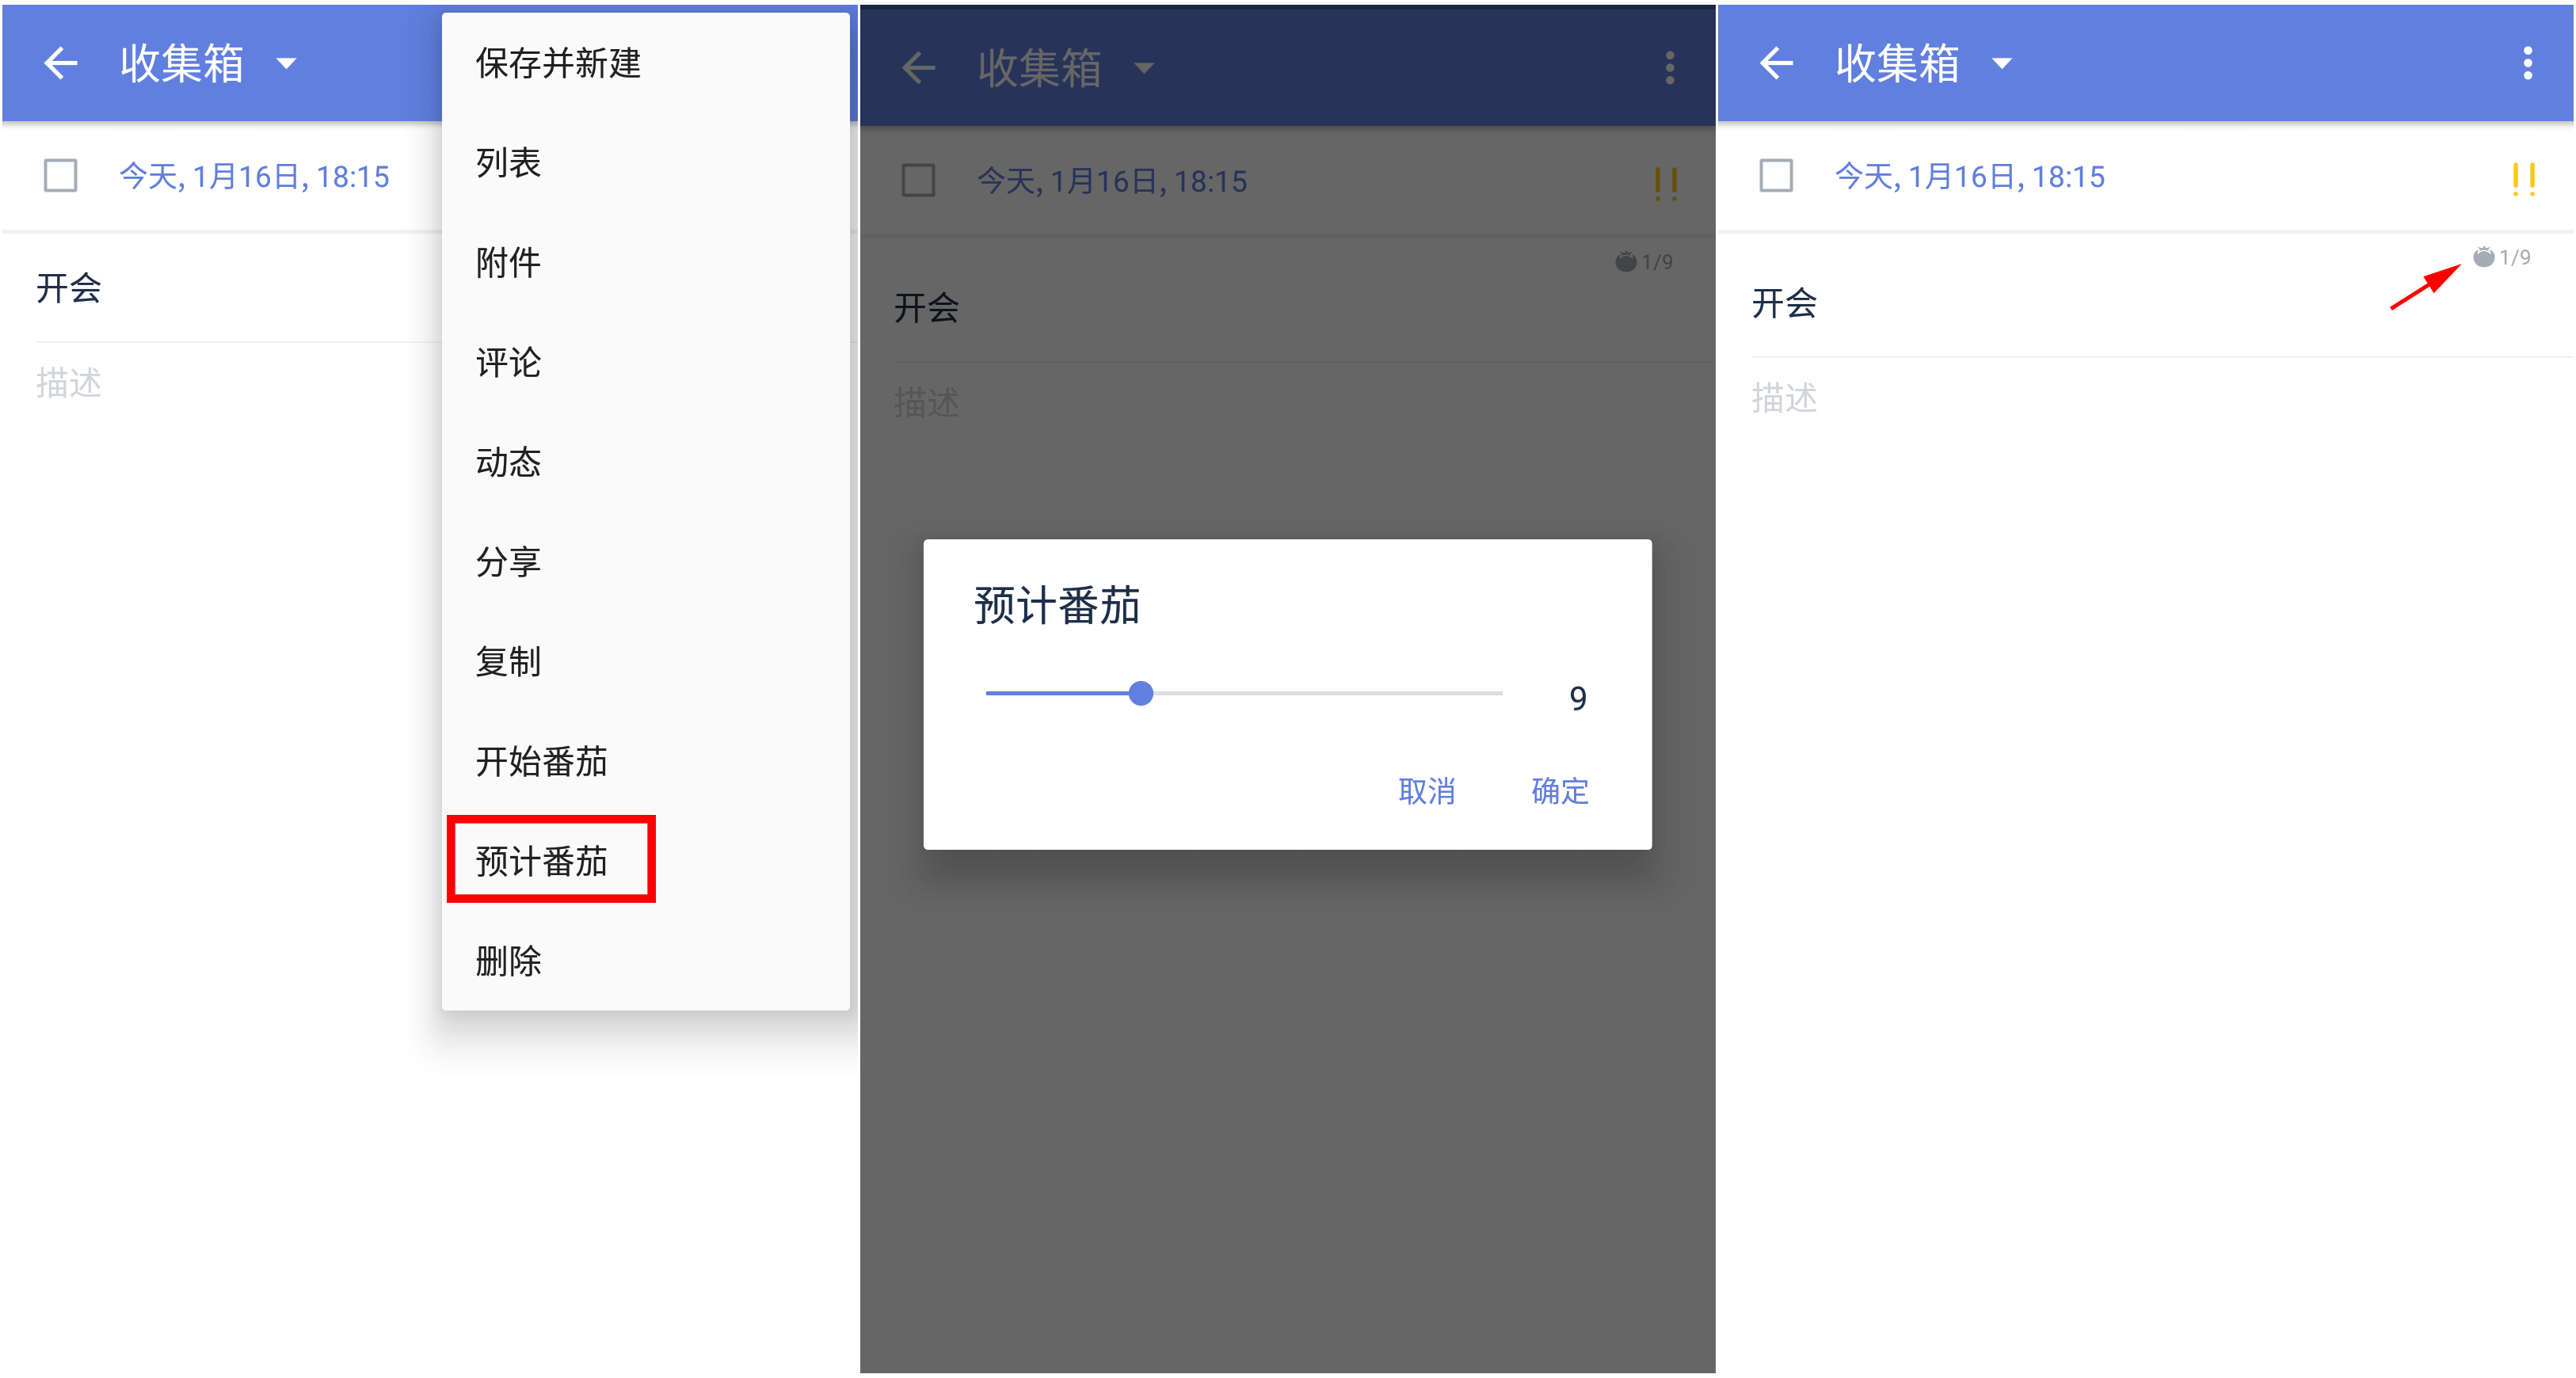 收集箱
今天, 1月16日, 18:15
开会
描述
保存并新建
列表
附件
评论
动态
分享
复制
开始番茄
预计番茄
删除
收集箱
今天, 1月16日, 18:15
!!
1/9
开会
描述
预计番茄
9
取消 确定
收集箱
今天, 1月16日, 18:15
!!
1/9
开会
描述